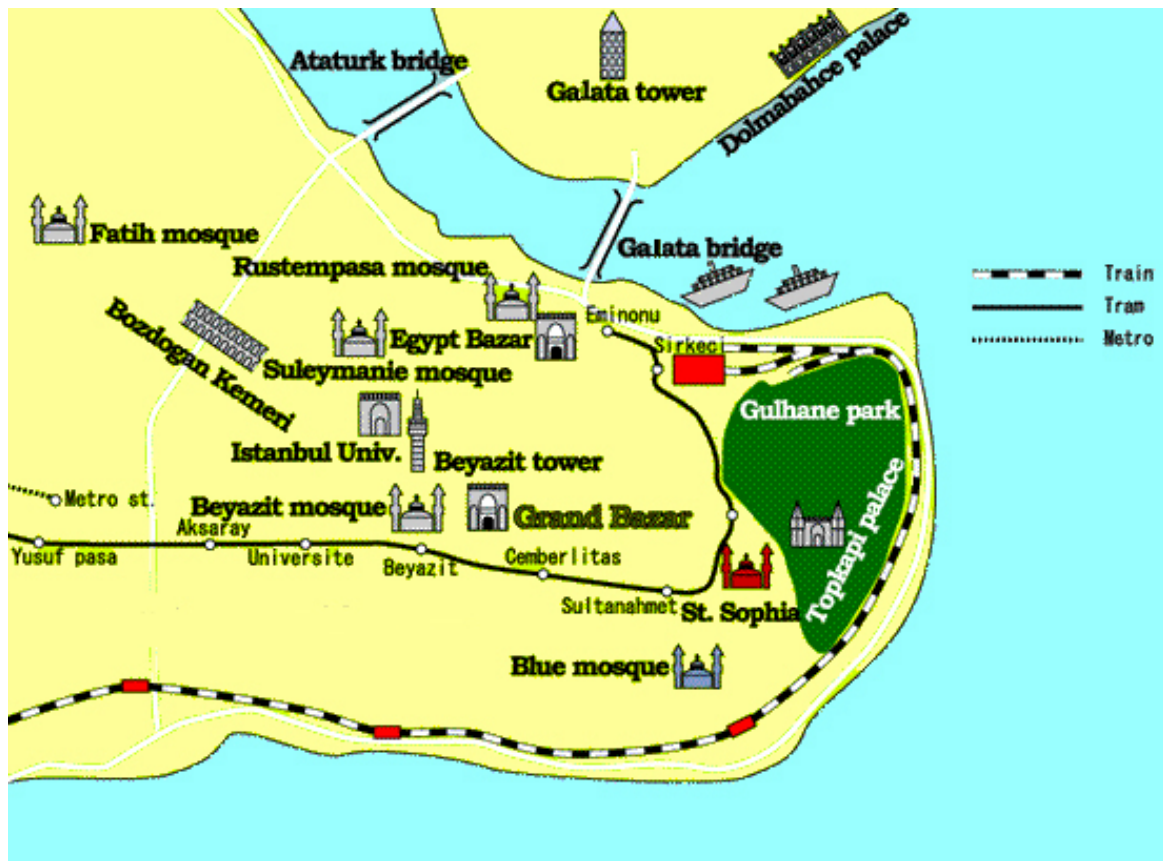 Ataturk bridge
Galata tower
Dolmabahce palace
Fatih mosque
Galata bridge
Rustempasa mosque
Train
Tram
Metro
Eminonu
Bozdogan Kemeri
Egypt Bazar
Sirkeci
Suleymanie mosque
Gulhane park
Istanbul Univ.
Beyazit tower
Metro st.
Beyazit mosque
Grand Bazar
Topkapi palace
Aksaray
Yusuf pasa
Universite
Beyazit
Cemberlitas
Sultanahmet
St. Sophia
Blue mosque